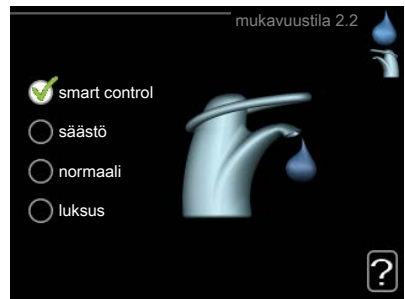 mukavuustila 2.2
smart control
säästö
normaali
luksus
?